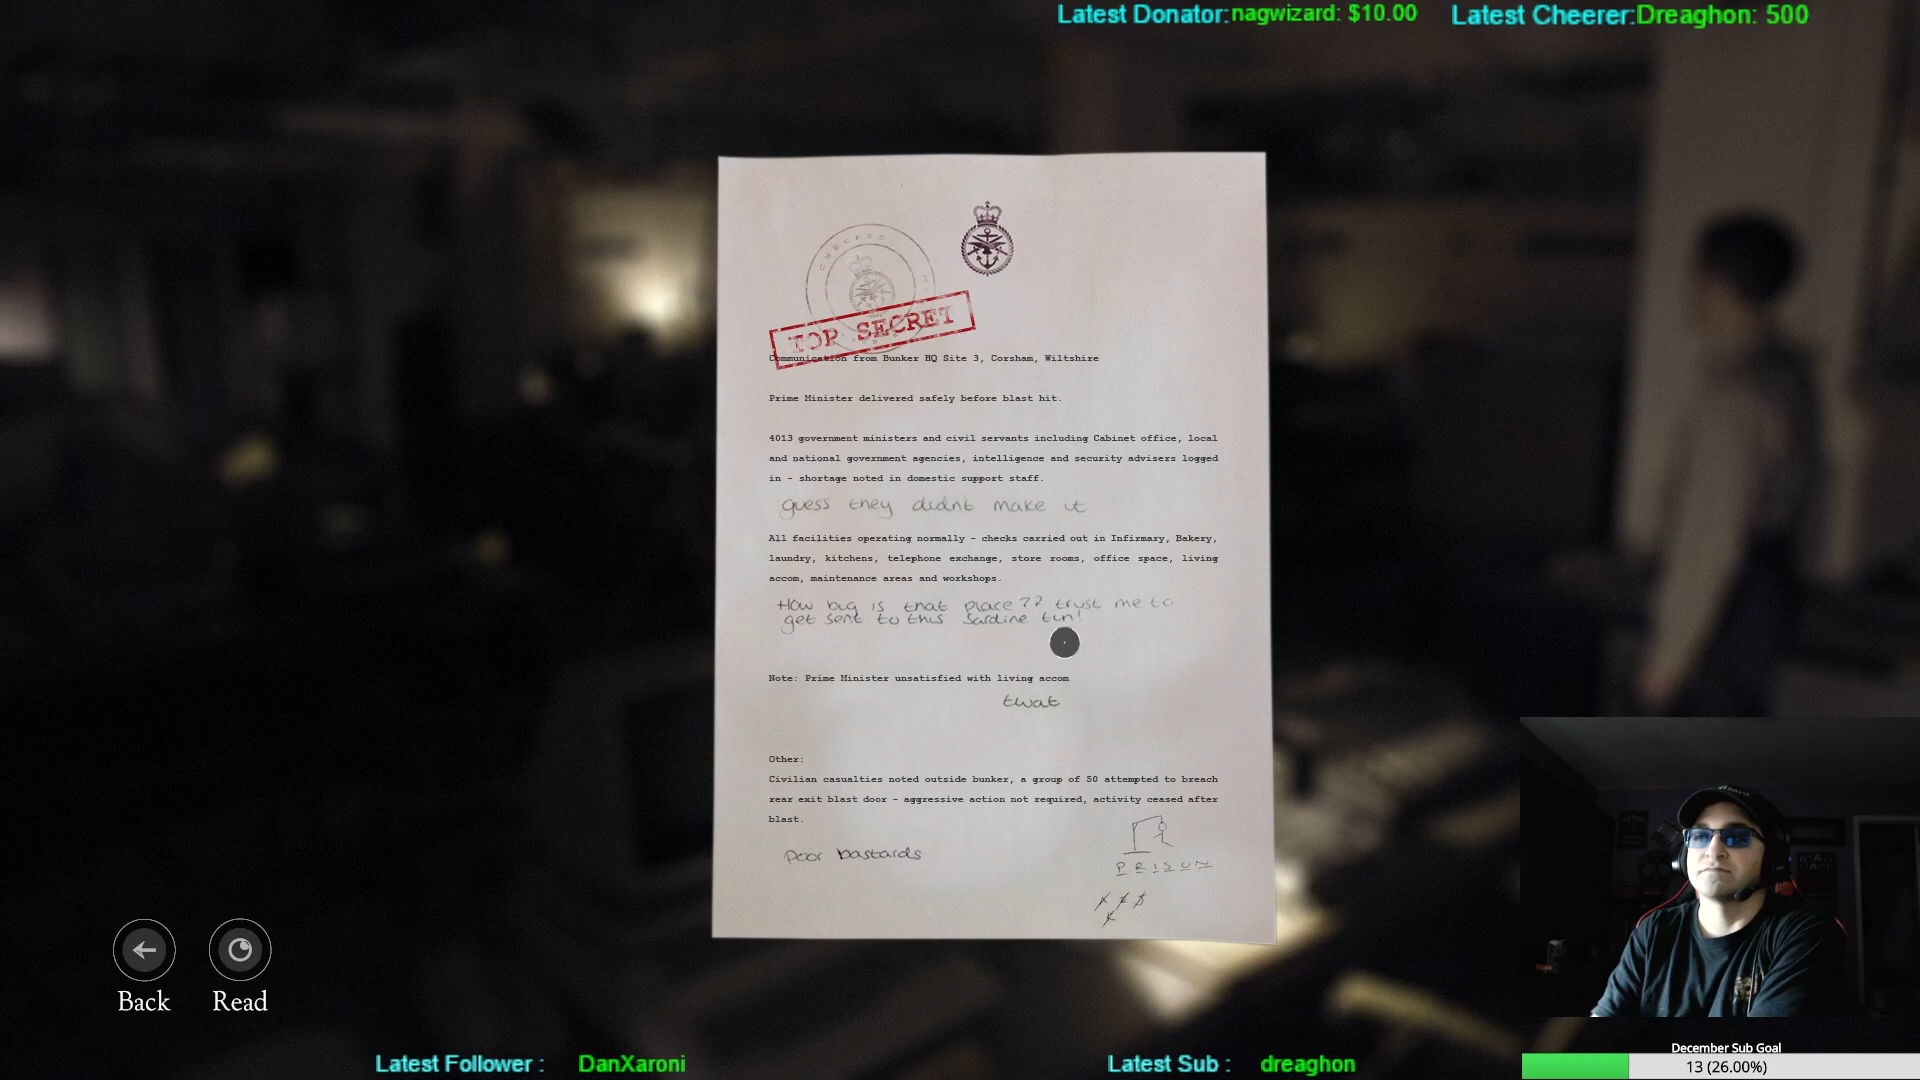 Latest Donator: nagwizard: $10.00 Latest Cheerer:Dreaghon: 500
CHECKED
TOP SECRET
Communication from Bunker HQ Site 3, Corsham, Wiltshire
Prime Minister delivered safely before blast hit.
4013 government ministers and civil servants including Cabinet office, local
and national government agencies, intelligence and security advisers logged
in - shortage noted in domestic support staff.
guess they didnt make it
All facilities operating normally - checks carried out in Infirmary, Bakery,
laundry, kitchens, telephone exchange, store rooms, office space, living
accom, maintenance areas and workshops.
How big is that place?? trust me to
get sent to this sardine tin!
Note: Prime Minister unsatisfied with living accom
twat
Other:
Civilian casualties noted outside bunker, a group of 50 attempted to breach
rear exit blast door - aggressive action not required, activity ceased after
blast.
poor bastards
PRISON
Back Read
Latest Follower : DanXaroni Latest Sub : dreaghon
December Sub Goal
13 (26.00%)